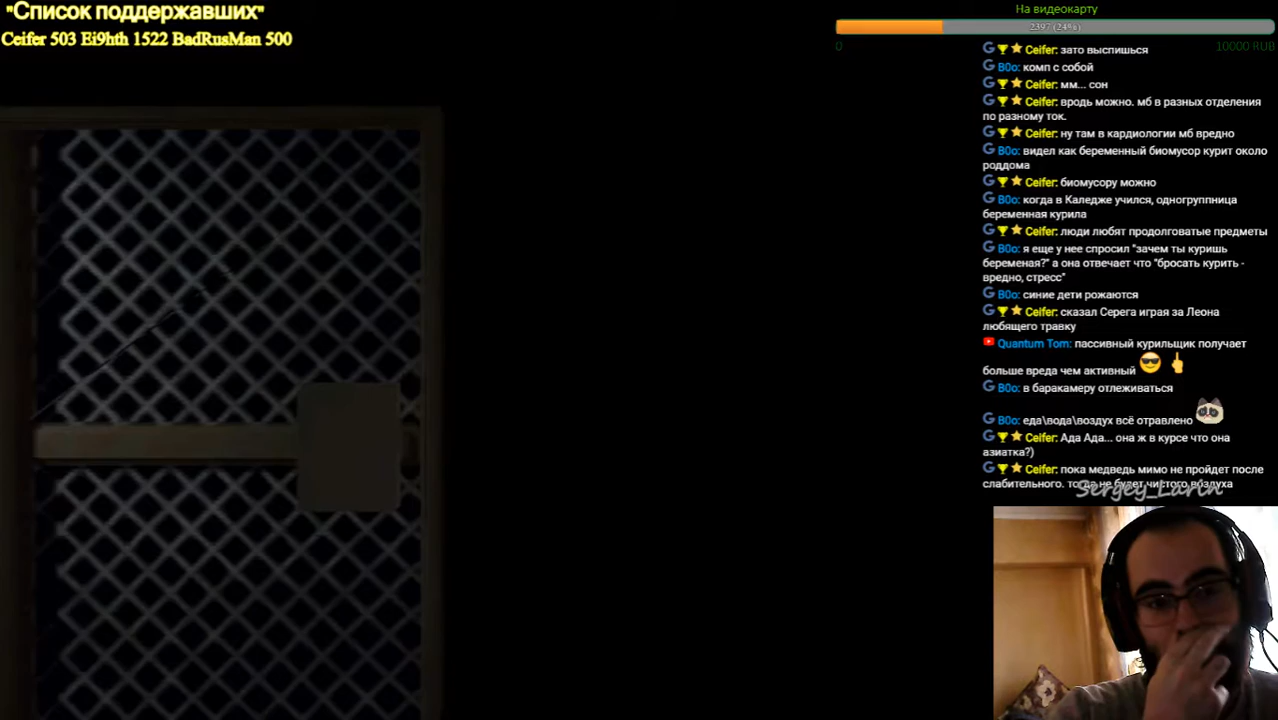 "Список поддержавших"
Ceifer 503 Ei9hth 1522 BadRusMan 500
На видеокарту
2397 (24%)
0
10000 RUB
Ceifer: зато выспишься
B0o: комп с собой
Ceifer: мм... сон
Ceifer: вродь можно. мб в разных отделения
по разному ток.
Ceifer: ну там в кардиологии мб вредно
B0o: видел как беременный биомусор курит около
роддома
Ceifer: биомусору можно
B0o: когда в Каледже учился, одногруппница
беременная курила
Ceifer: люди любят продолговатые предметы
B0o: я еще у нее спросил "зачем ты куришь
беременая?" а она отвечает что "бросать курить -
вредно, стресс"
B0o: синие дети рожаются
Ceifer: сказал Серега играя за Леона
любящего травку
Quantum Tom: пассивный курильщик получает
больше вреда чем активный
B0o: в баракамеру отлеживаться
B0o: еда\вода\воздух всё отравлено
Ceifer: Ада Ада... она ж в курсе что она
азиатка?)
Ceifer: пока медведь мимо не пройдет после
слабительного. тогда не будет чистого воздуха
Sergey_Larin